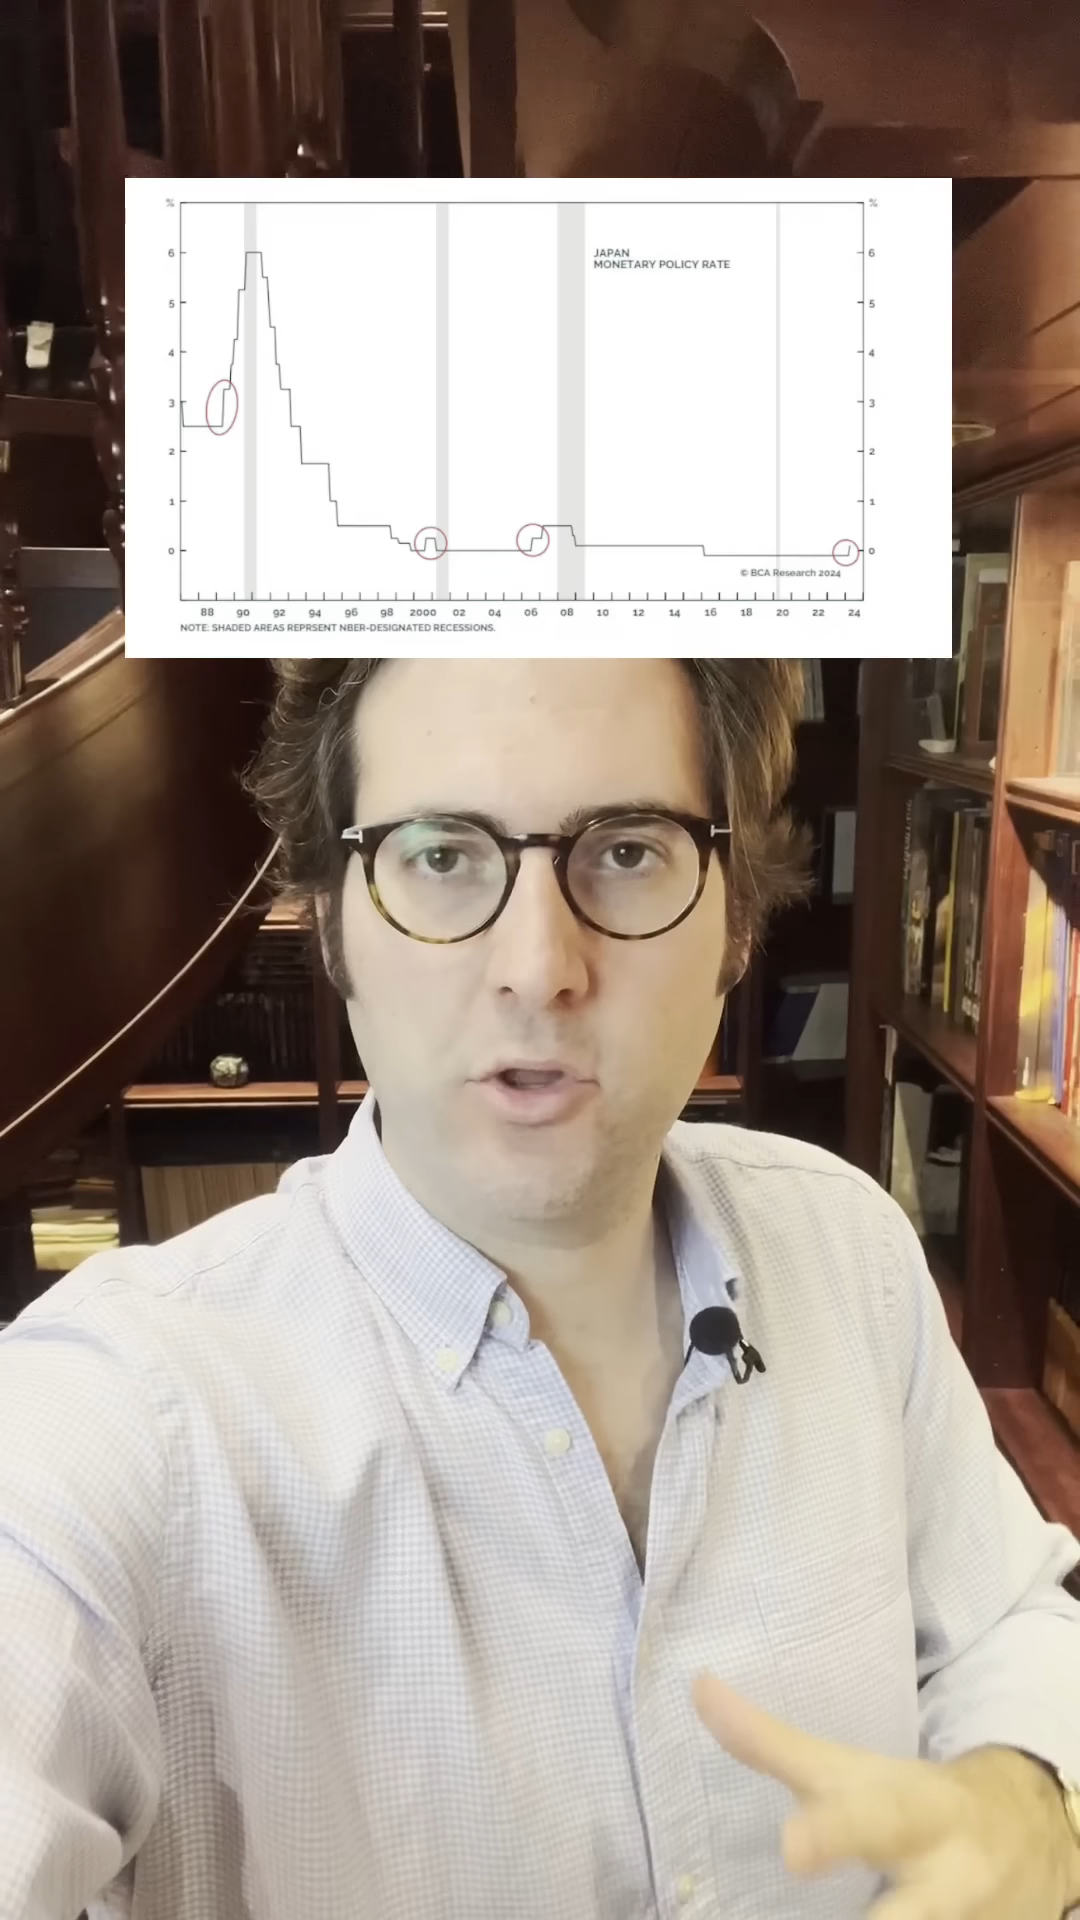 % %
JAPAN
MONETARY POLICY RATE
6 6
5 5
4 4
3 3
2 2
1 1
0 0
© BCA Research 2024
88 90 92 94 96 98 2000 02 04 06 08 10 12 14 16 18 20 22 24
NOTE: SHADED AREAS REPRSENT NBER-DESIGNATED RECESSIONS.